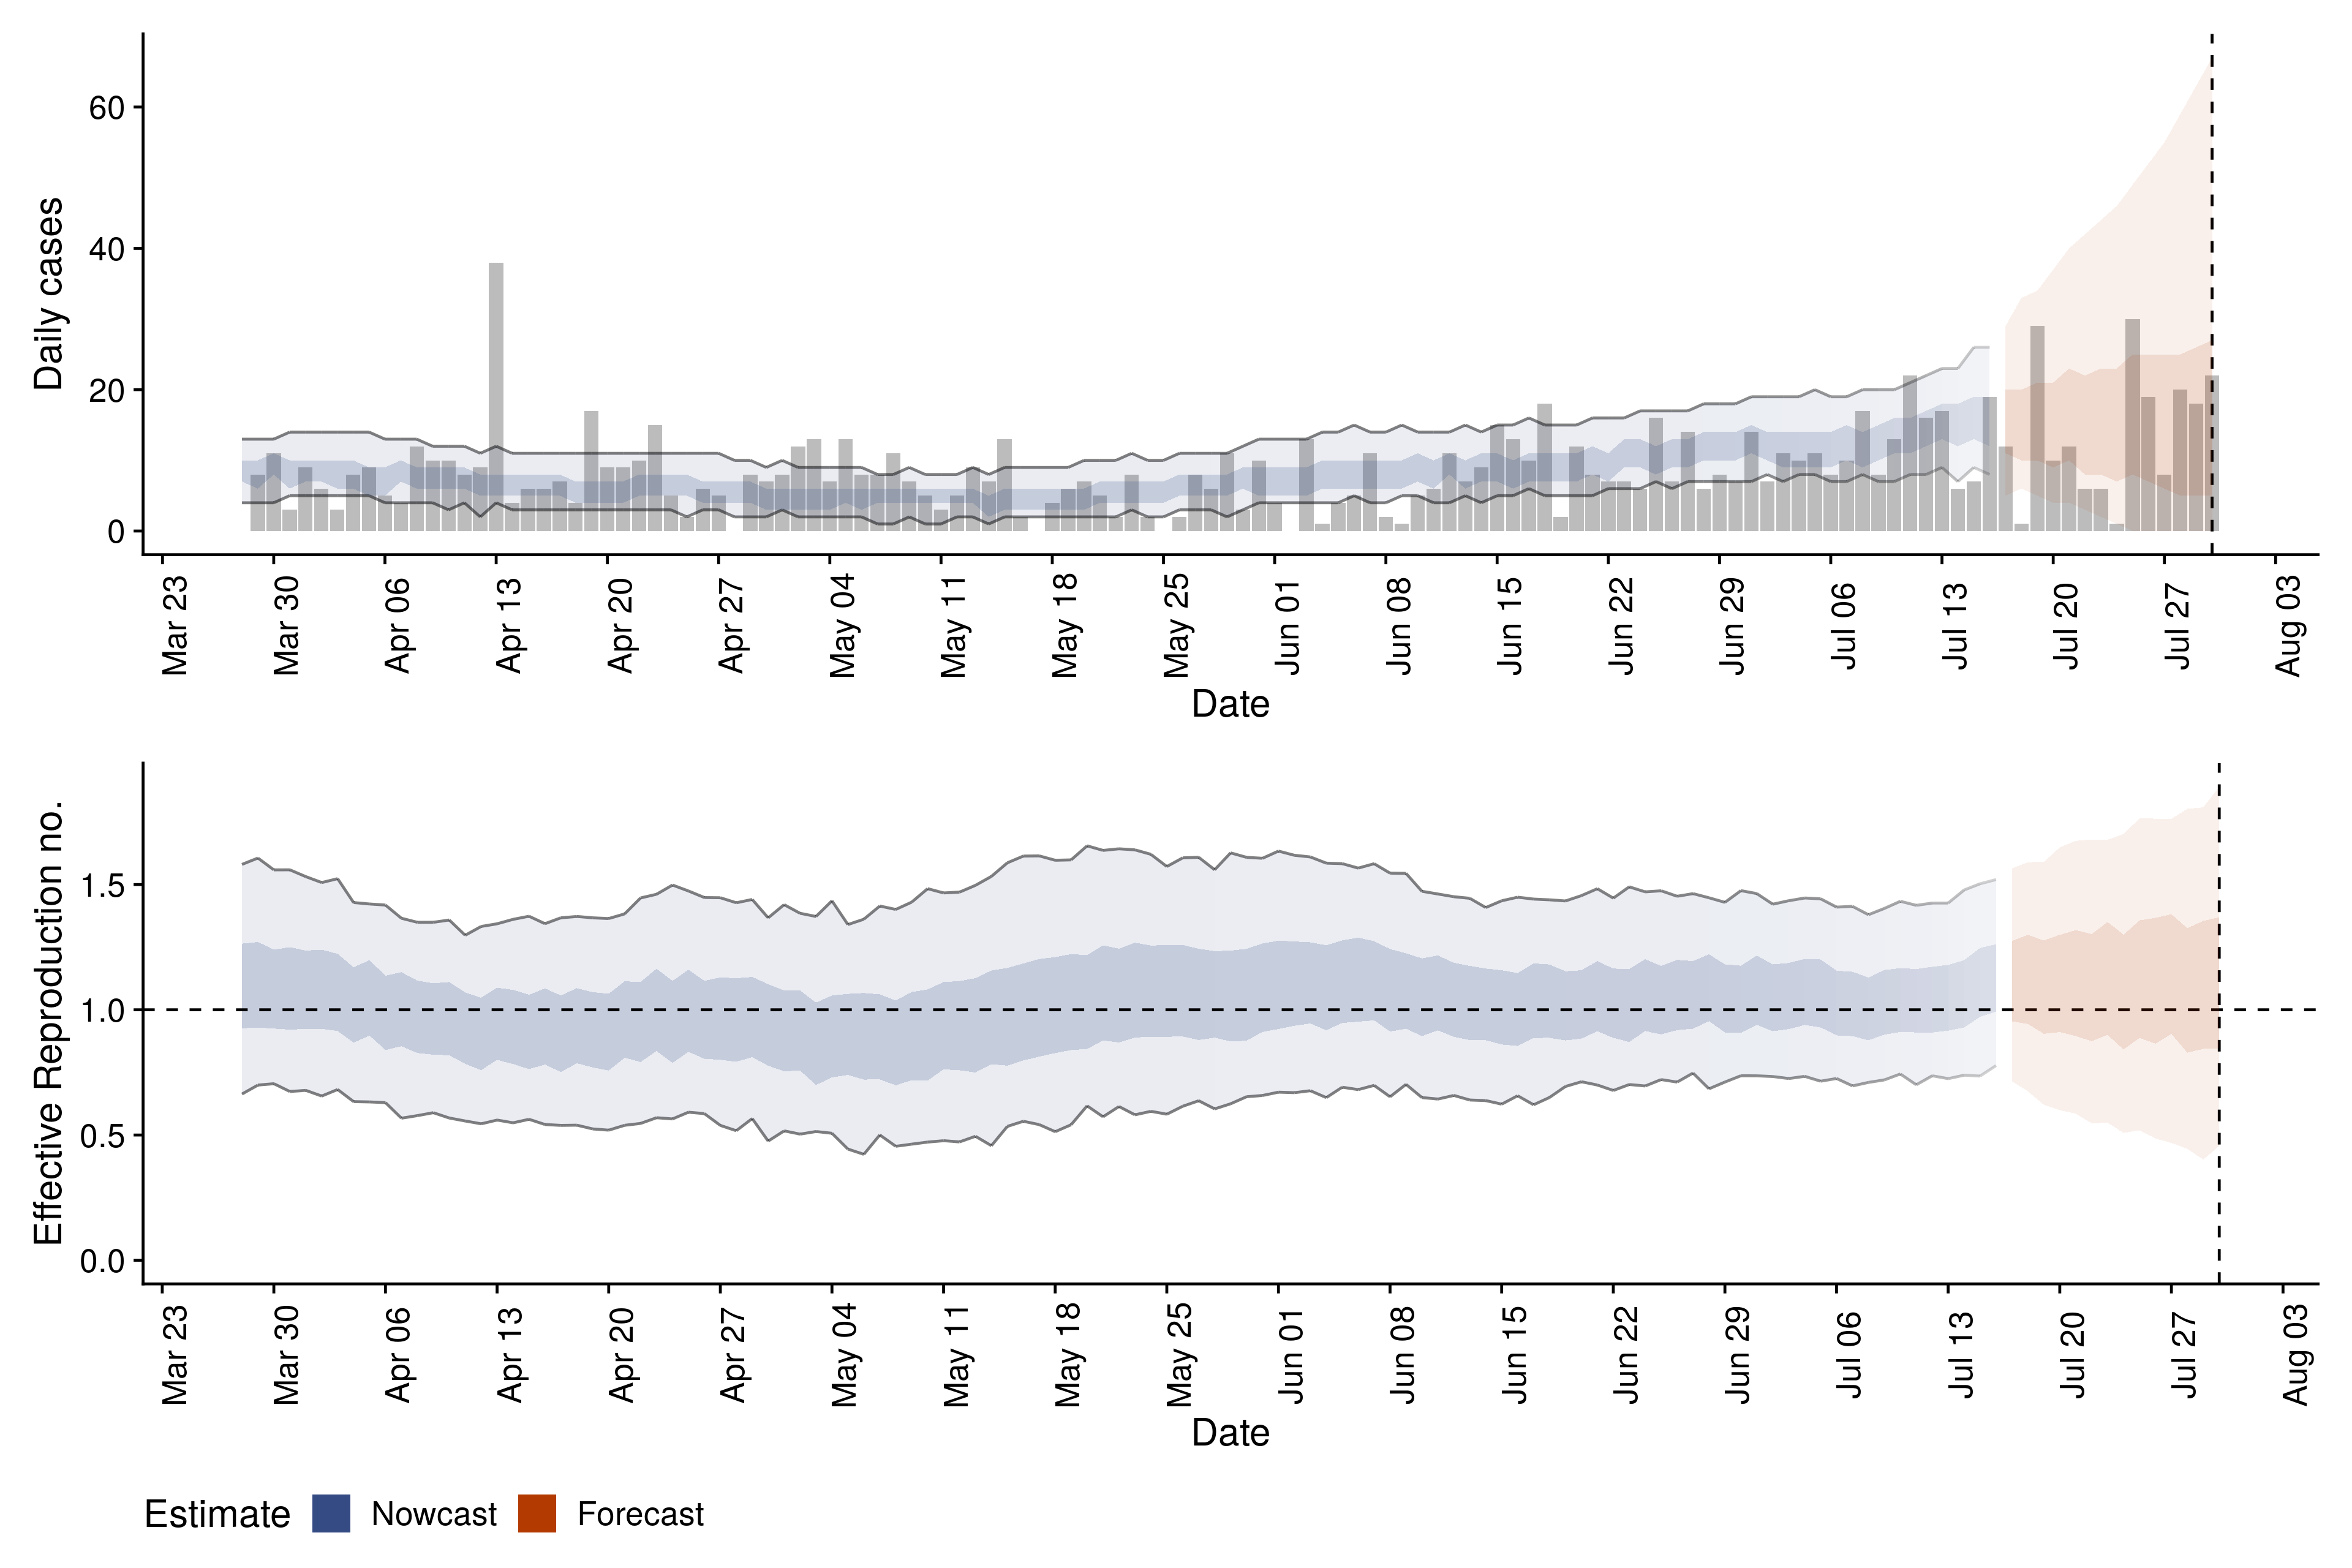 Daily cases
60
40
20
0
Mar 23 Mar 30 Apr 06 Apr 13 Apr 20 Apr 27 May 04 May 11 May 18 May 25 Jun 01 Jun 08 Jun 15 Jun 22 Jun 29 Jul 06 Jul 13 Jul 20 Jul 27 Aug 03
Date
Effective Reproduction no.
1.5
1.0
0.5
0.0
Mar 23 Mar 30 Apr 06 Apr 13 Apr 20 Apr 27 May 04 May 11 May 18 May 25 Jun 01 Jun 08 Jun 15 Jun 22 Jun 29 Jul 06 Jul 13 Jul 20 Jul 27 Aug 03
Date
Estimate Nowcast Forecast